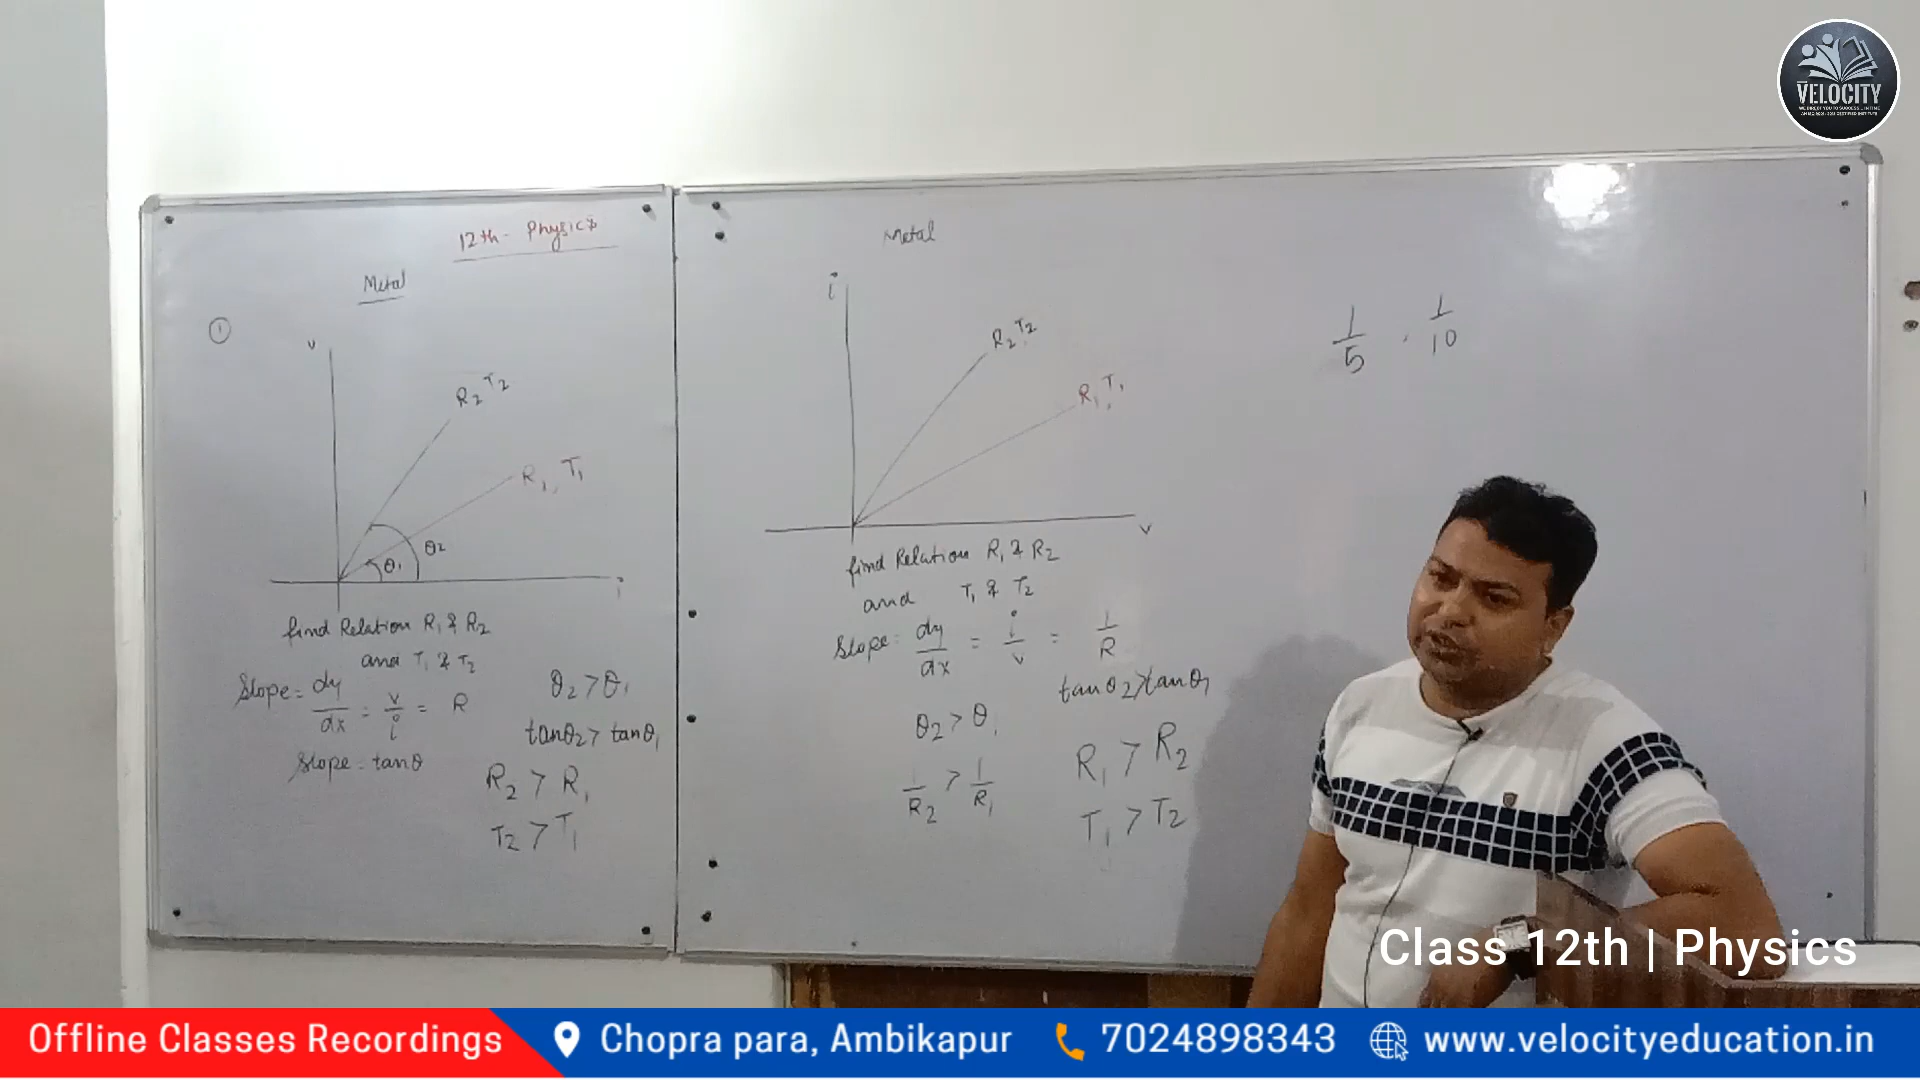 VELOCITY
12th - Physics
Metal
①
v
R₂ T₂
R₁, T₁
θ₂
θ₁
i
find Relation R₁ & R₂
and T₁ & T₂
Slope = dy/dx = v/i = R
Slope = tanθ
θ₂ > θ₁
tanθ₂ > tanθ₁
R₂ > R₁
T₂ > T₁
Metal
i
R₂, T₂
R₁, T₁
v
find Relation R₁ & R₂
and T₁ & T₂
Slope = dy/dx = i/v = 1/R
θ₂ > θ₁
1/R₂ > 1/R₁
tanθ₂ > tanθ₁
R₁ > R₂
T₁ > T₂
1/5 . 1/10
Class 12th | Physics
Offline Classes Recordings
Chopra para, Ambikapur
7024898343
www.velocityeducation.in